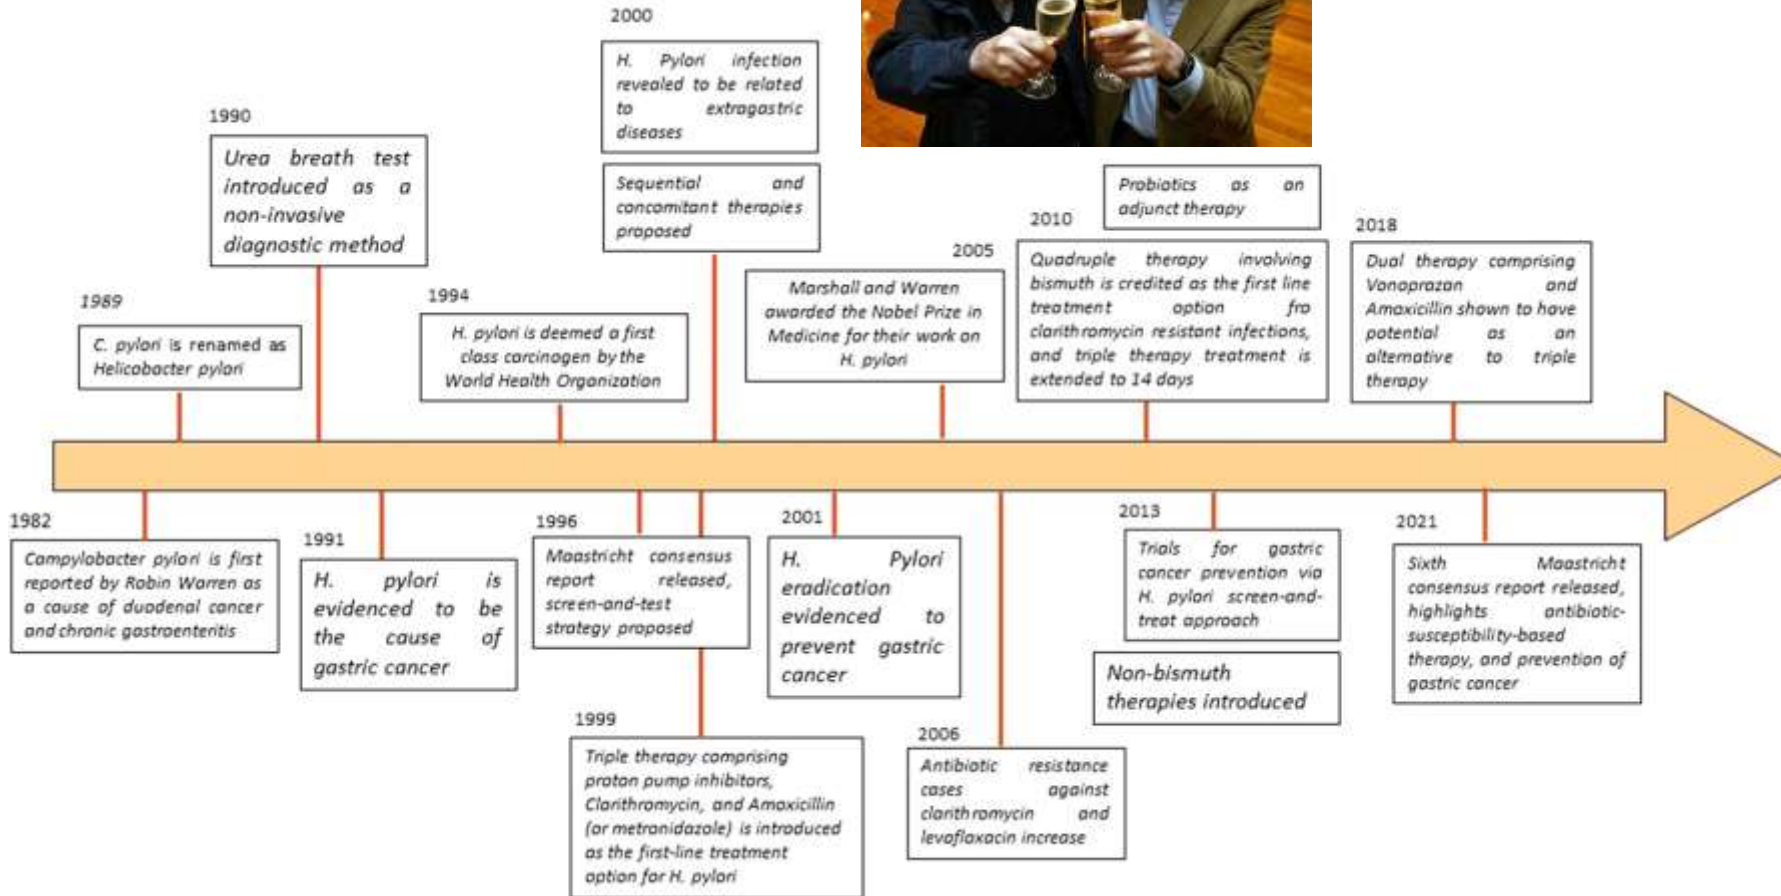 2000
H. Pylori infection
revealed to be related
to extragastric
diseases
Sequential and
concomitant therapies
proposed
1990
Urea breath test
introduced as a
non-invasive
diagnostic method
1989
C. pylori is renamed as
Helicobacter pylori
1994
H. pylori is deemed a first
class carcinogen by the
World Health Organization
2005
Marshall and Warren
awarded the Nobel Prize in
Medicine for their work on
H. pylori
Probiotics as an
adjunct therapy
2010
Quadruple therapy involving
bismuth is credited as the first line
treatment option fro
clarithromycin resistant infections,
and triple therapy treatment is
extended to 14 days
2018
Dual therapy comprising
Vonoprazan and
Amoxicillin shown to have
potential as an
alternative to triple
therapy
1982
Campylobacter pylori is first
reported by Robin Warren as
a cause of duodenal cancer
and chronic gastroenteritis
1991
H. pylori is
evidenced to be
the cause of
gastric cancer
1996
Maastricht consensus
report released,
screen-and-test
strategy proposed
1999
Triple therapy comprising
proton pump inhibitors,
Clarithromycin, and Amoxicillin
(or metronidazole) is introduced
as the first-line treatment
option for H. pylori
2001
H. Pylori
eradication
evidenced to
prevent gastric
cancer
2006
Antibiotic resistance
cases against
clarithromycin and
levofloxacin increase
2013
Trials for gastric
cancer prevention via
H. pylori screen-and-
treat approach
Non-bismuth
therapies introduced
2021
Sixth Maastricht
consensus report released,
highlights antibiotic-
susceptibility-based
therapy, and prevention of
gastric cancer